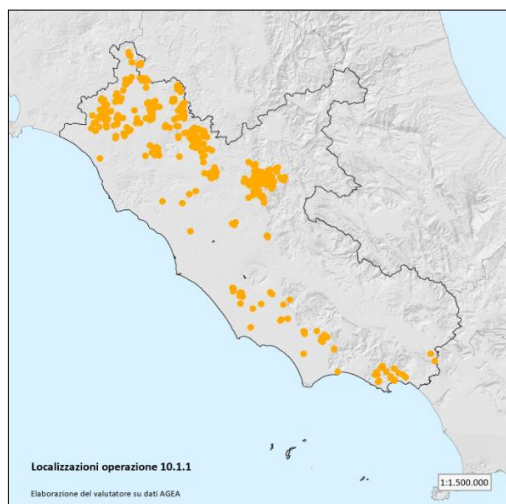 Localizzazioni operazione 10.1.1
Elaborazione del valutatore su dati AGEA
1:1.500.000